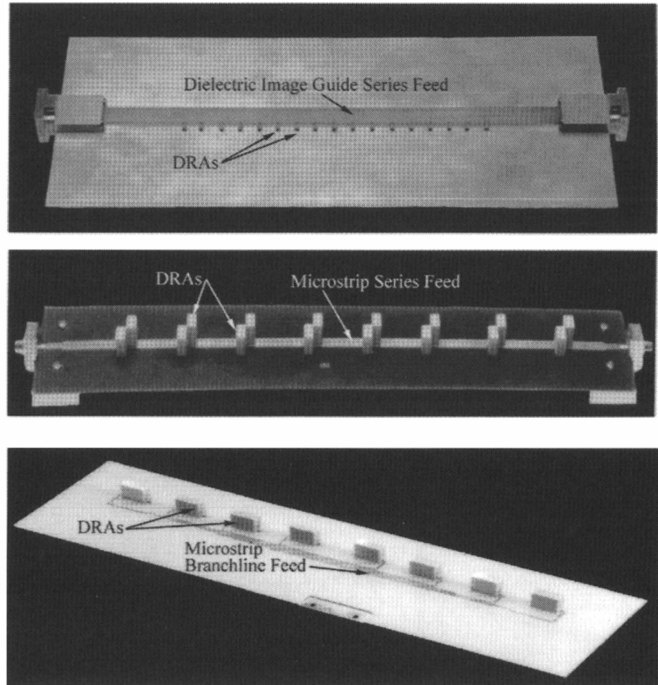 Dielectric Image Guide Series Feed
DRAs
DRAs
Microstrip Series Feed
DRAs
Microstrip
Branchline Feed